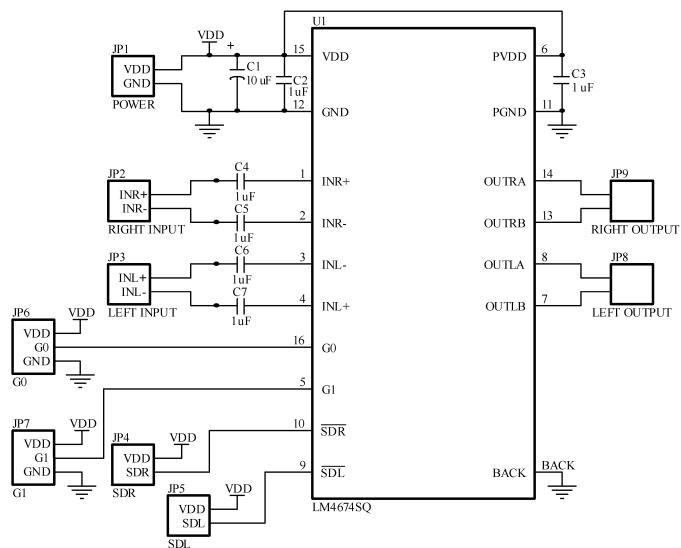 U1
JP1
VDD
GND
POWER
VDD
+
C1
10 uF
C2
1uF
15
VDD
12
GND
PVDD
6
PGND
11
C3
1 uF
JP2
INR+
INR-
RIGHT INPUT
C4
1uF
C5
1uF
1
INR+
2
INR-
JP3
INL+
INL-
LEFT INPUT
C6
1uF
C7
1uF
3
INL-
4
INL+
OUTRA
14
OUTRB
13
JP9
RIGHT OUTPUT
OUTLA
8
OUTLB
7
JP8
LEFT OUTPUT
JP6
VDD
VDD
G0
GND
G0
16
G0
5
G1
JP7
VDD
VDD
G1
GND
G1
JP4
VDD
VDD
SDR
SDR
10
SDR
JP5
VDD
VDD
SDL
SDL
9
SDL
BACK
BACK
LM4674SQ